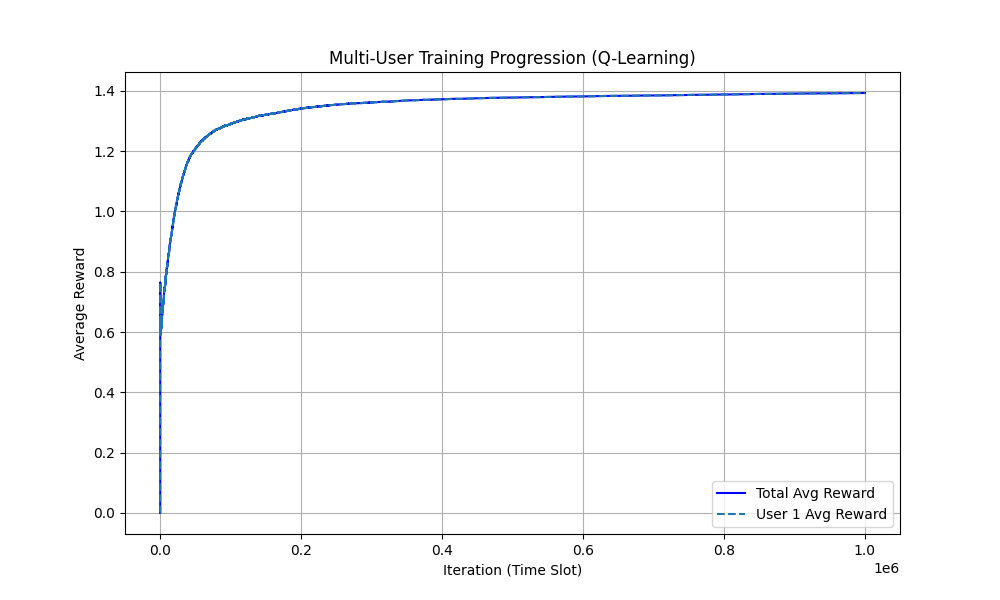 Multi-User Training Progression (Q-Learning)
Average Reward
1.4
1.2
1.0
0.8
0.6
0.4
0.2
0.0
Total Avg Reward
User 1 Avg Reward
0.0 0.2 0.4 0.6 0.8 1.0
1e6
Iteration (Time Slot)